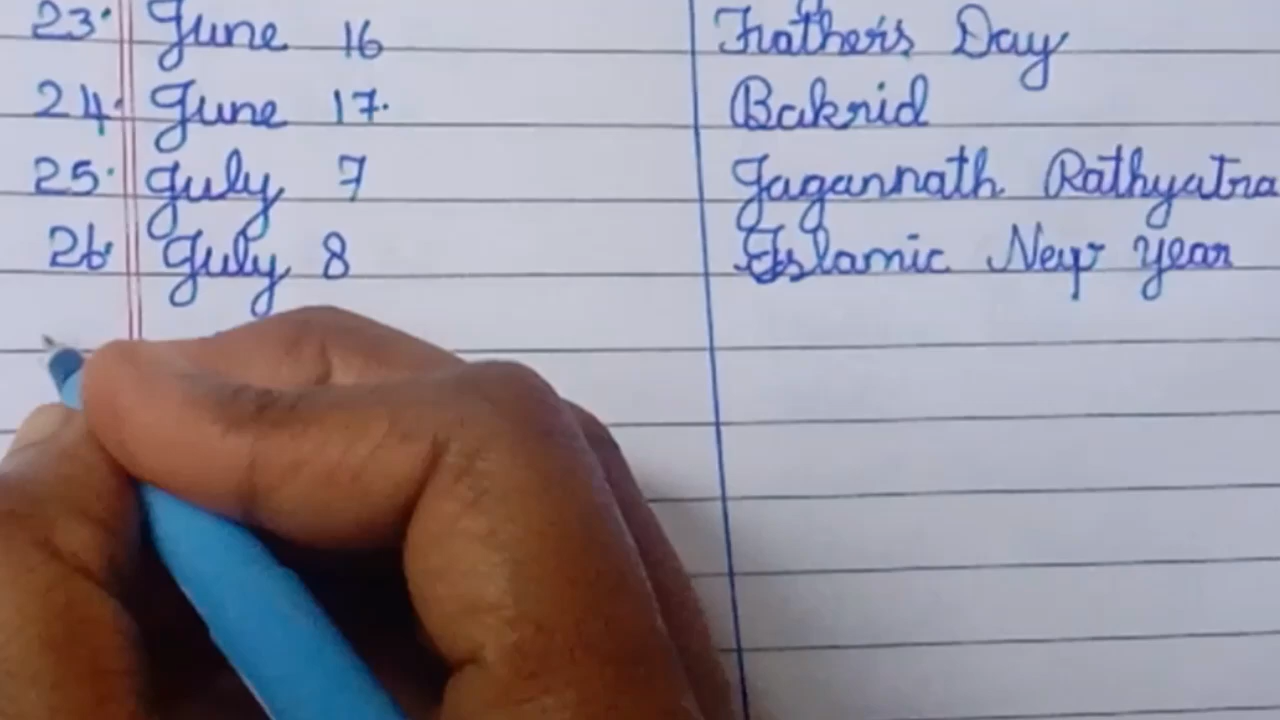 23. June 16 Father's Day
24. June 17. Bakrid
25. July 7 Jagannath Rathyatra
26. July 8 Islamic New year